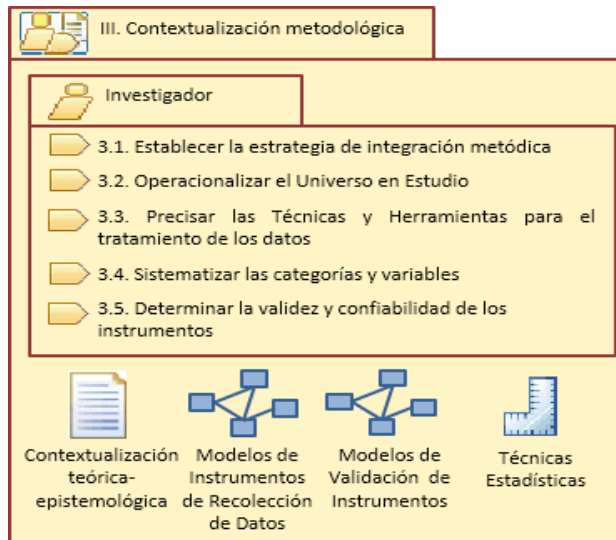 III. Contextualización metodológica
Investigador
3.1. Establecer la estrategia de integración metódica
3.2. Operacionalizar el Universo en Estudio
3.3. Precisar las Técnicas y Herramientas para el
tratamiento de los datos
3.4. Sistematizar las categorías y variables
3.5. Determinar la validez y confiabilidad de los
instrumentos
Contextualización
teórica-
epistemológica
Modelos de
Instrumentos
de Recolección
de Datos
Modelos de
Validación de
Instrumentos
Técnicas
Estadísticas